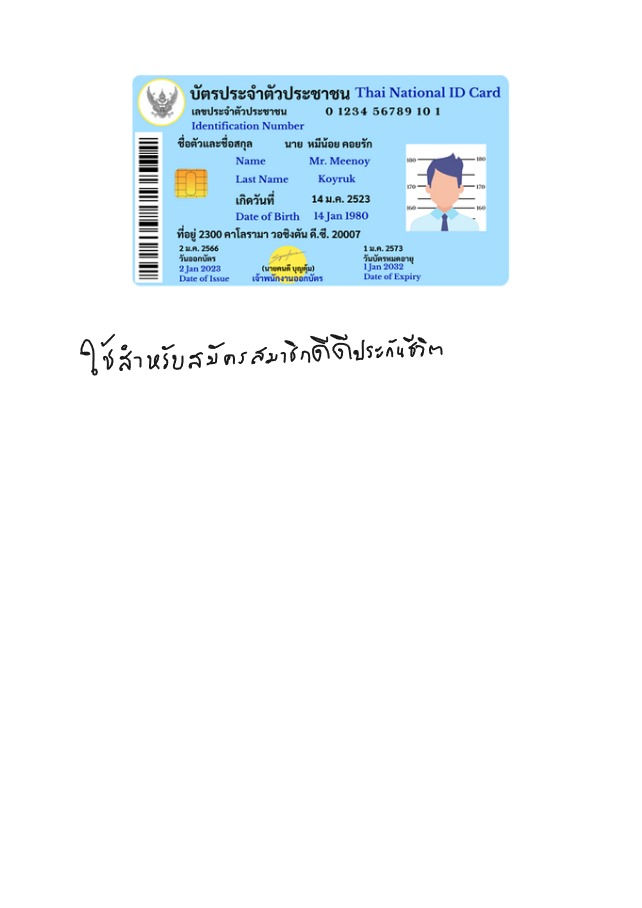 บัตรประจำตัวประชาชน Thai National ID Card
เลขประจำตัวประชาชน 0 1234 56789 10 1
Identification Number
ชื่อตัวและชื่อสกุล นาย หมีน้อย คอยรัก
Name Mr. Meenoy
Last Name Koyruk
เกิดวันที่ 14 ม.ค. 2523
Date of Birth 14 Jan 1980
ที่อยู่ 2300 คาโลรามา วอชิงตัน ดี.ซี. 20007
2 ม.ค. 2566
วันออกบัตร
2 Jan 2023
Date of Issue
(นายคนดี บุญคุ้ม)
เจ้าพนักงานออกบัตร
1 ม.ค. 2573
วันบัตรหมดอายุ
1 Jan 2032
Date of Expiry
180 180
170 170
160 160
ใช้สำหรับสมัครสมาชิกดีดีประกันชีวิต